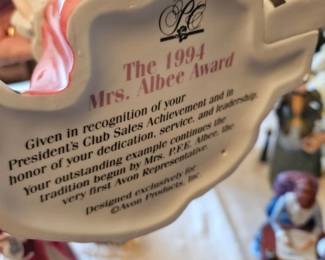 The 1994
Mrs. Albee Award
Given in recognition of your
President's Club Sales Achievement and in
honor of your dedication, service, and leadership.
Your outstanding example continues the
tradition begun by Mrs. P.F.E. Albee, the
very first Avon Representative.
Designed exclusively for
©Avon Products, Inc